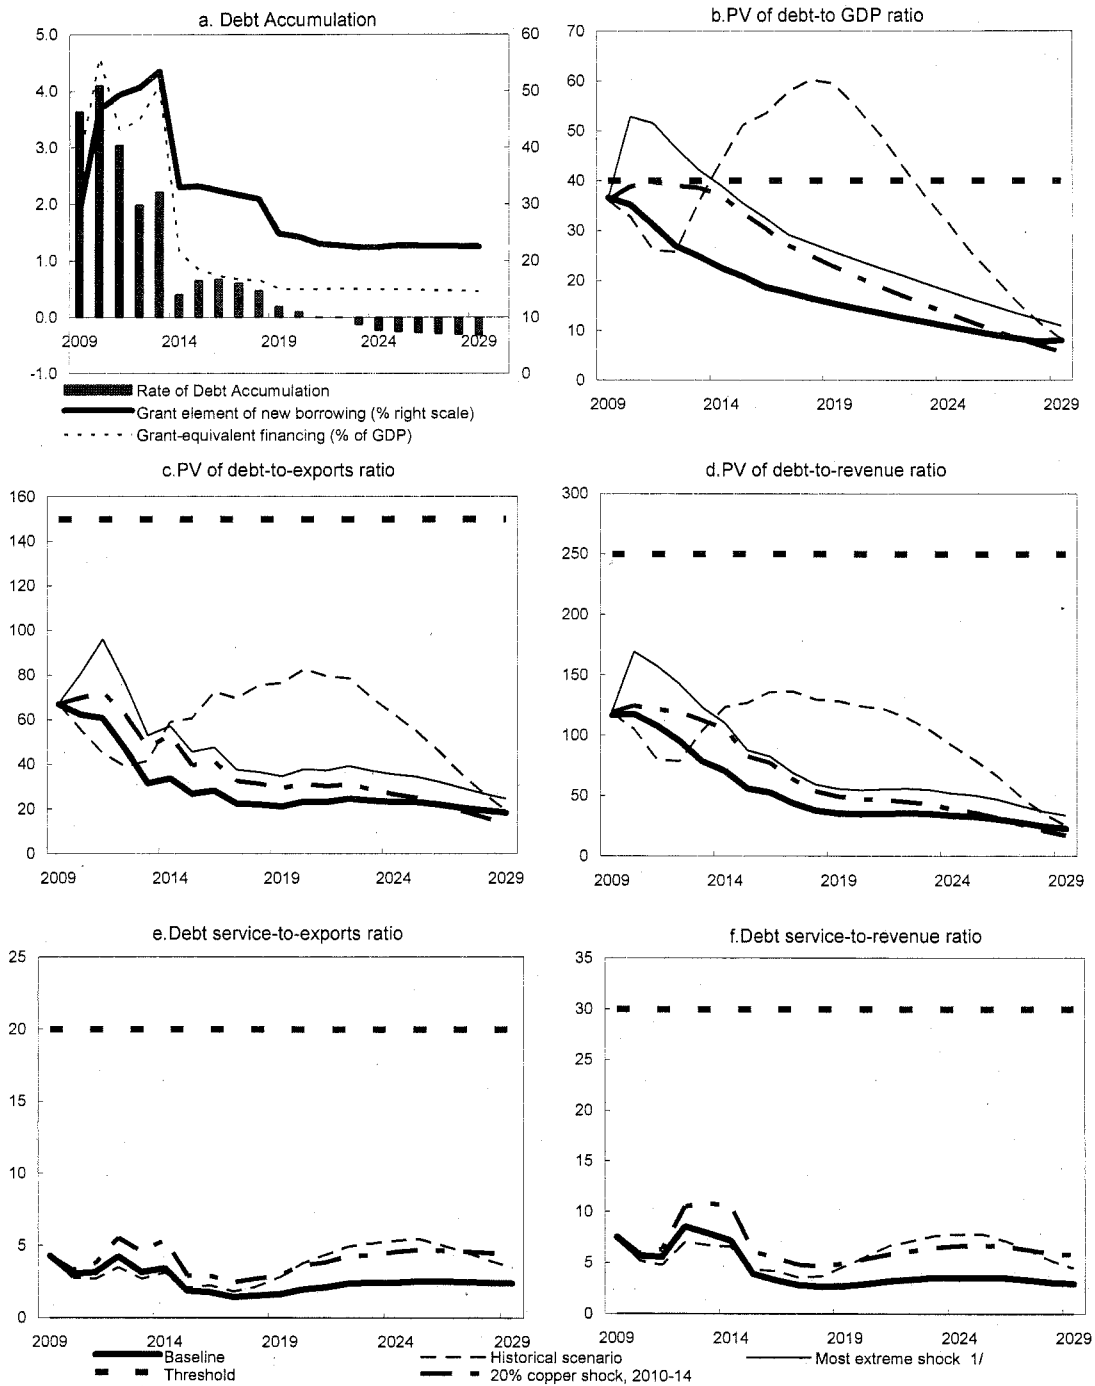 a. Debt Accumulation
5.0 60
4.0 50
3.0 40
2.0 30
1.0 20
0.0 10
2009 2014 2019 2024 2029
-1.0 0
Rate of Debt Accumulation
Grant element of new borrowing (% right scale)
Grant-equivalent financing (% of GDP)
b.PV of debt-to GDP ratio
70
60
50
40
30
20
10
0
2009 2014 2019 2024 2029
c.PV of debt-to-exports ratio
160
140
120
100
80
60
40
20
0
2009 2014 2019 2024 2029
d.PV of debt-to-revenue ratio
300
250
200
150
100
50
0
2009 2014 2019 2024 2029
e.Debt service-to-exports ratio
25
20
15
10
5
0
2009 2014 2019 2024 2029
f.Debt service-to-revenue ratio
35
30
25
20
15
10
5
0
2009 2014 2019 2024 2029
Baseline Historical scenario Most extreme shock 1/
Threshold 20% copper shock, 2010-14